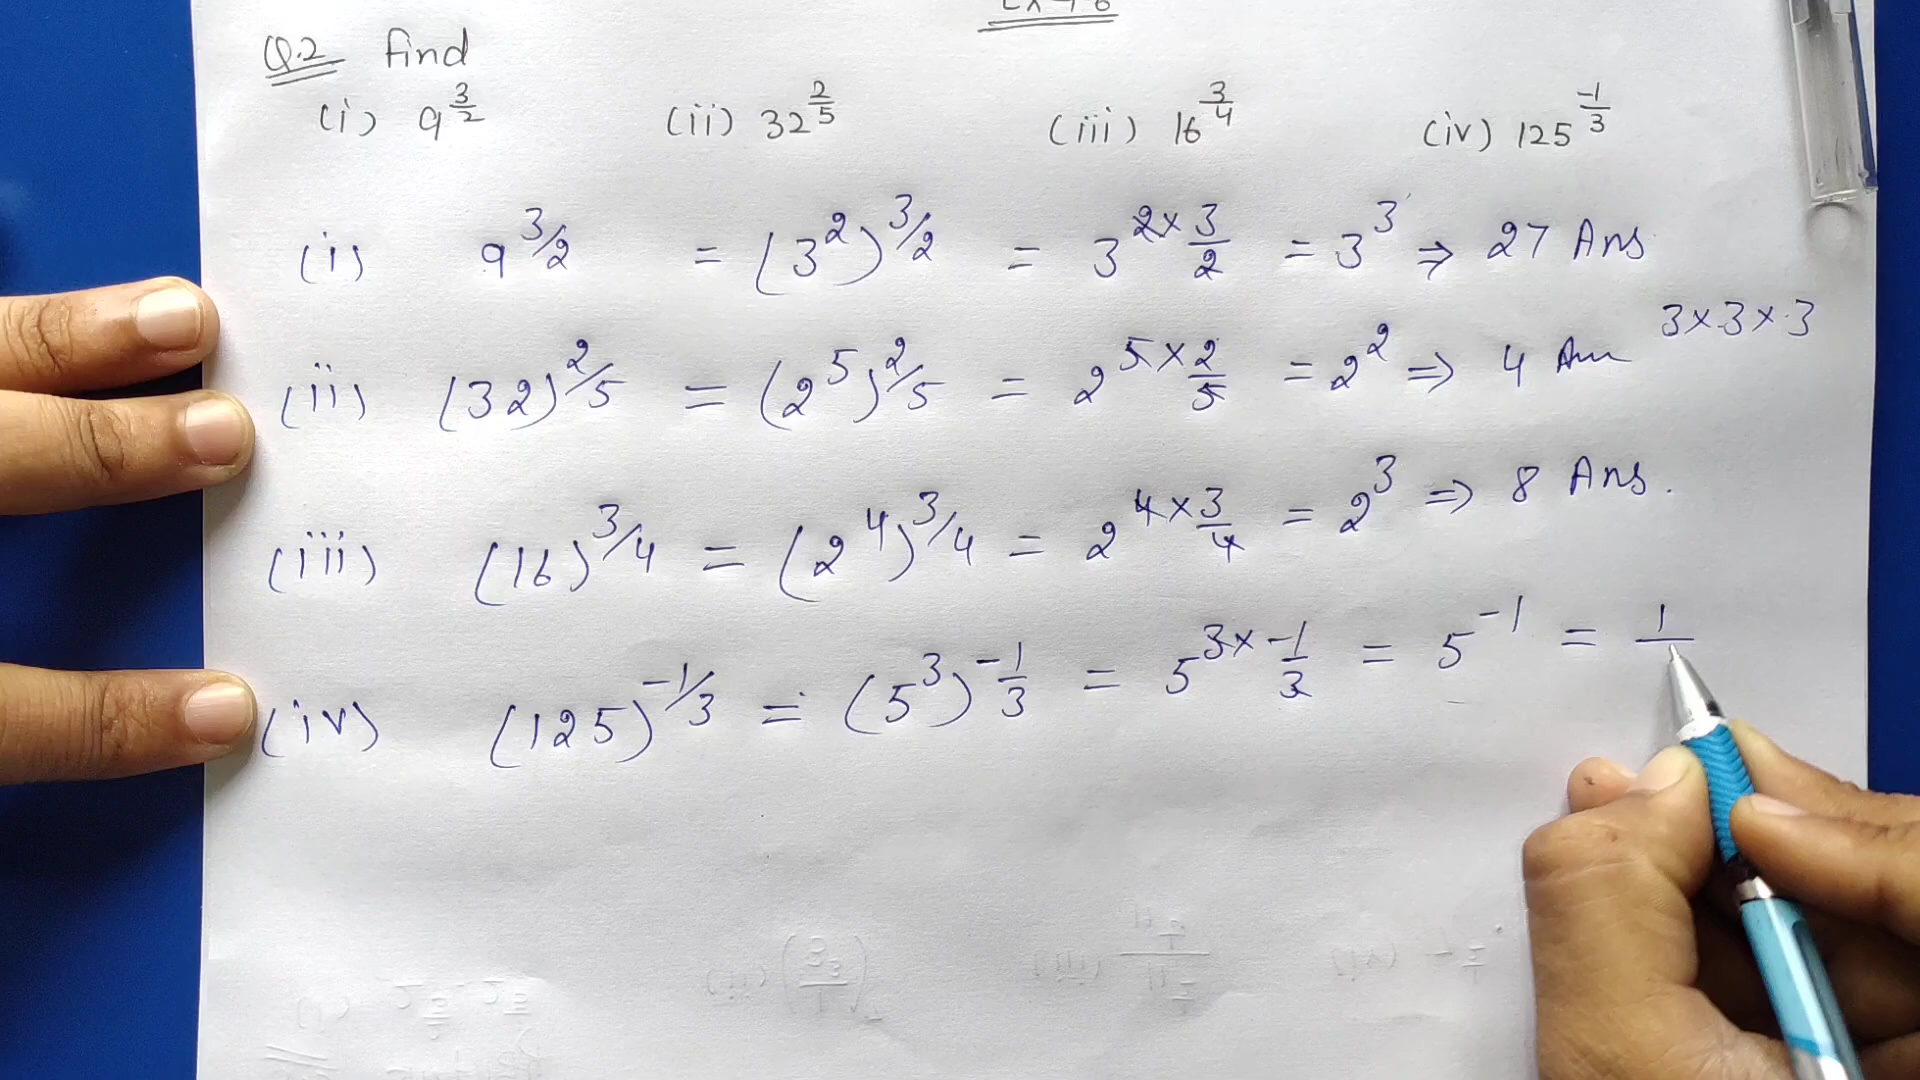 Q.2 find
(i) 9^{3/2} (ii) 32^{2/5} (iii) 16^{3/4} (iv) 125^{-1/3}
(i) 9^{3/2} = (3^2)^{3/2} = 3^{2×3/2} = 3^3 ⇒ 27 Ans
3×3×3
(ii) (32)^{2/5} = (2^5)^{2/5} = 2^{5×2/5} = 2^2 ⇒ 4 Ans
(iii) (16)^{3/4} = (2^4)^{3/4} = 2^{4×3/4} = 2^3 ⇒ 8 Ans.
(iv) (125)^{-1/3} = (5^3)^{-1/3} = 5^{3×-1/3} = 5^{-1} = 1/